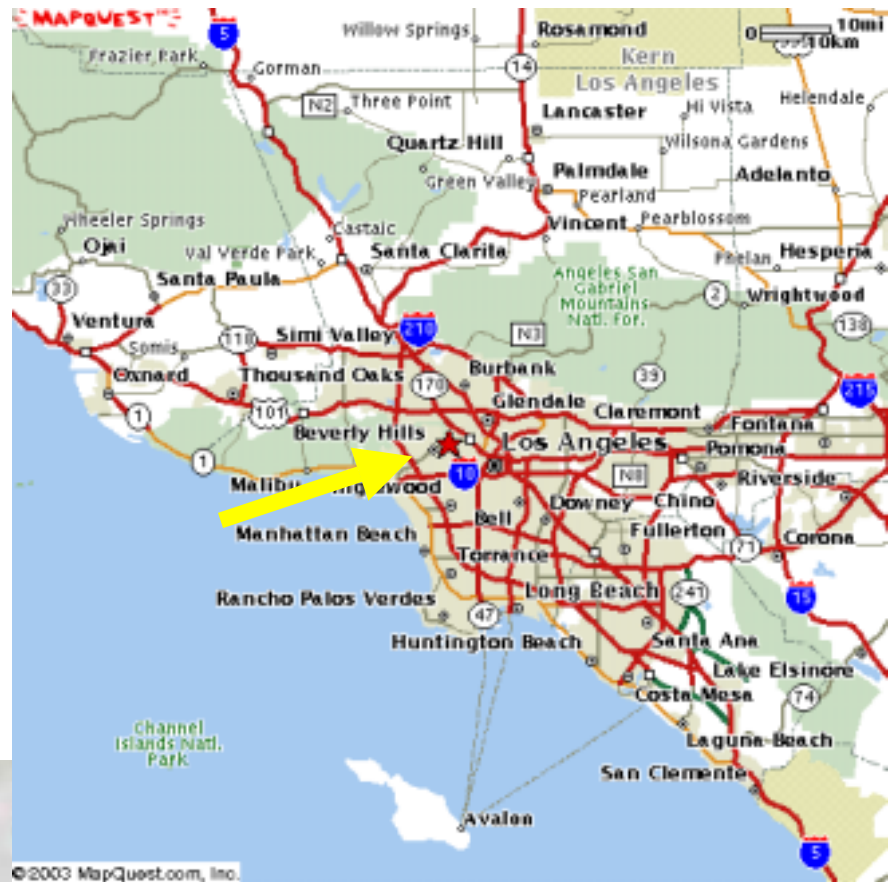 MAPQUEST
5
Willow Springs
Rosamond
0
10mi
10km
Frazier Park
Gorman
14
Kern
Los Angeles
N2
Three Point
Lancaster
Hi Vista
Helendale
Quartz Hill
Wilsona Gardens
Green Valley
Palmdale
Adelanto
Pearland
Wheeler Springs
Castaic
Vincent
Pearblossom
Ojai
Val Verde Park
Santa Clarita
Phelan
Hesperia
33
Santa Paula
Angeles San
Gabriel
Mountains
Natl. For.
2
Wrightwood
Ventura
118
Simi Valley
210
N3
138
Somis
Burbank
Oxnard
Thousand Oaks
170
39
215
1
101
Glendale
Claremont
Fontana
Beverly Hills
Los Angeles
Pomona
1
10
N8
Riverside
Malibu
Inglewood
Downey
Chino
Bell
Fullerton
Manhattan Beach
71
Corona
Torrance
Rancho Palos Verdes
Long Beach
241
15
47
Huntington Beach
Santa Ana
Lake Elsinore
Costa Mesa
74
Channel
Islands Natl.
Park
Laguna Beach
San Clemente
Avalon
5
©2003 MapQuest.com, Inc.